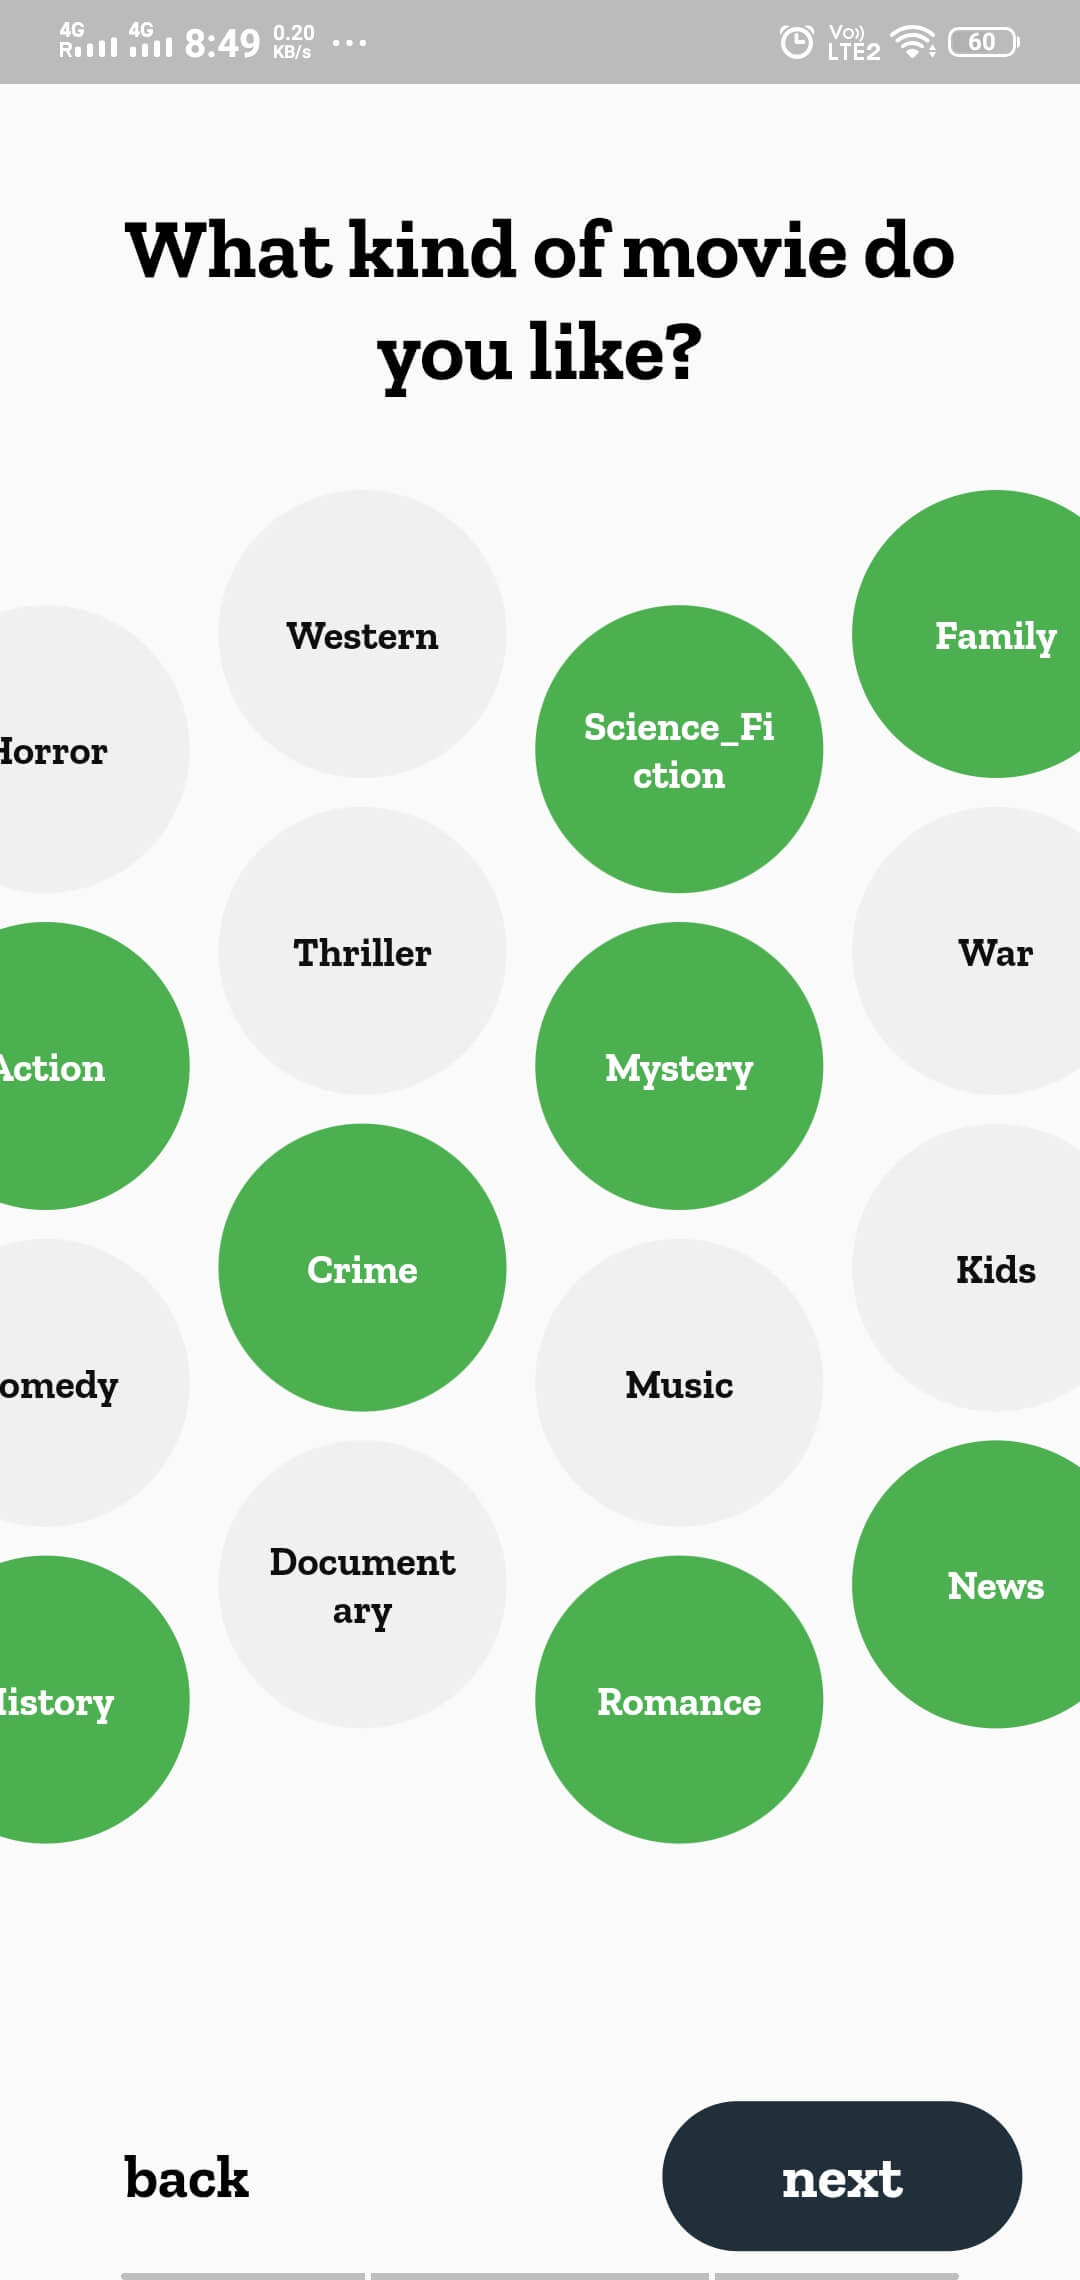 4G 4G 8:49 0.20 KB/s ... Vo)) LTE2 60
R
What kind of movie do
you like?
Western
Family
Horror
Science_Fi
ction
Thriller
War
Action
Mystery
Crime
Kids
omedy
Music
Document
ary
News
History
Romance
back
next